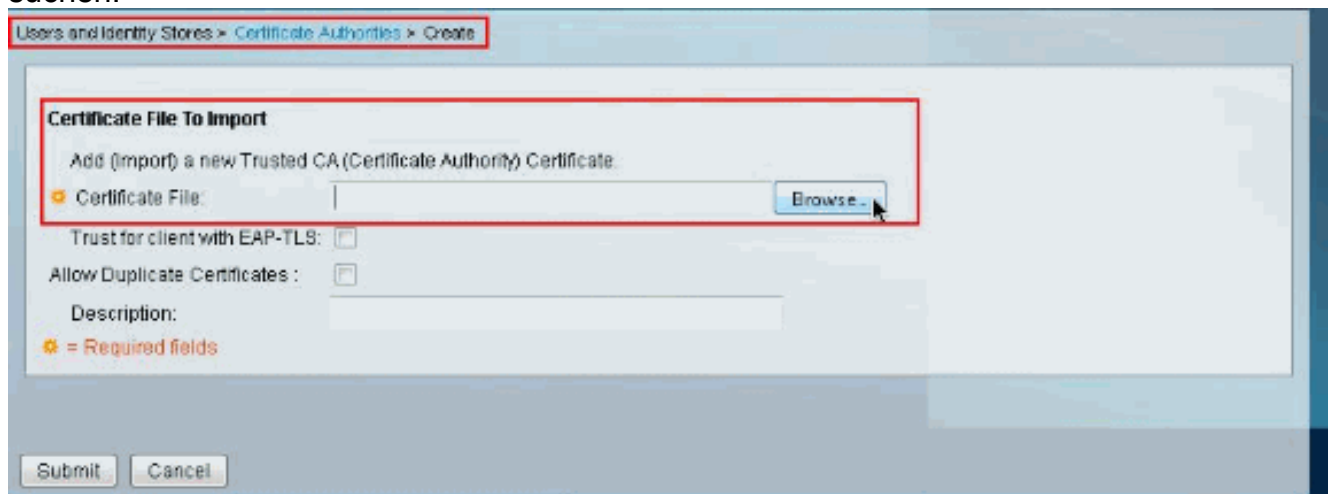 Users and Identity Stores > Certificate Authorities > Create
Certificate File To Import
Add (Import) a new Trusted CA (Certificate Authority) Certificate.
Certificate File:
Browse...
Trust for client with EAP-TLS:
Allow Duplicate Certificates :
Description:
= Required fields
Submit
Cancel